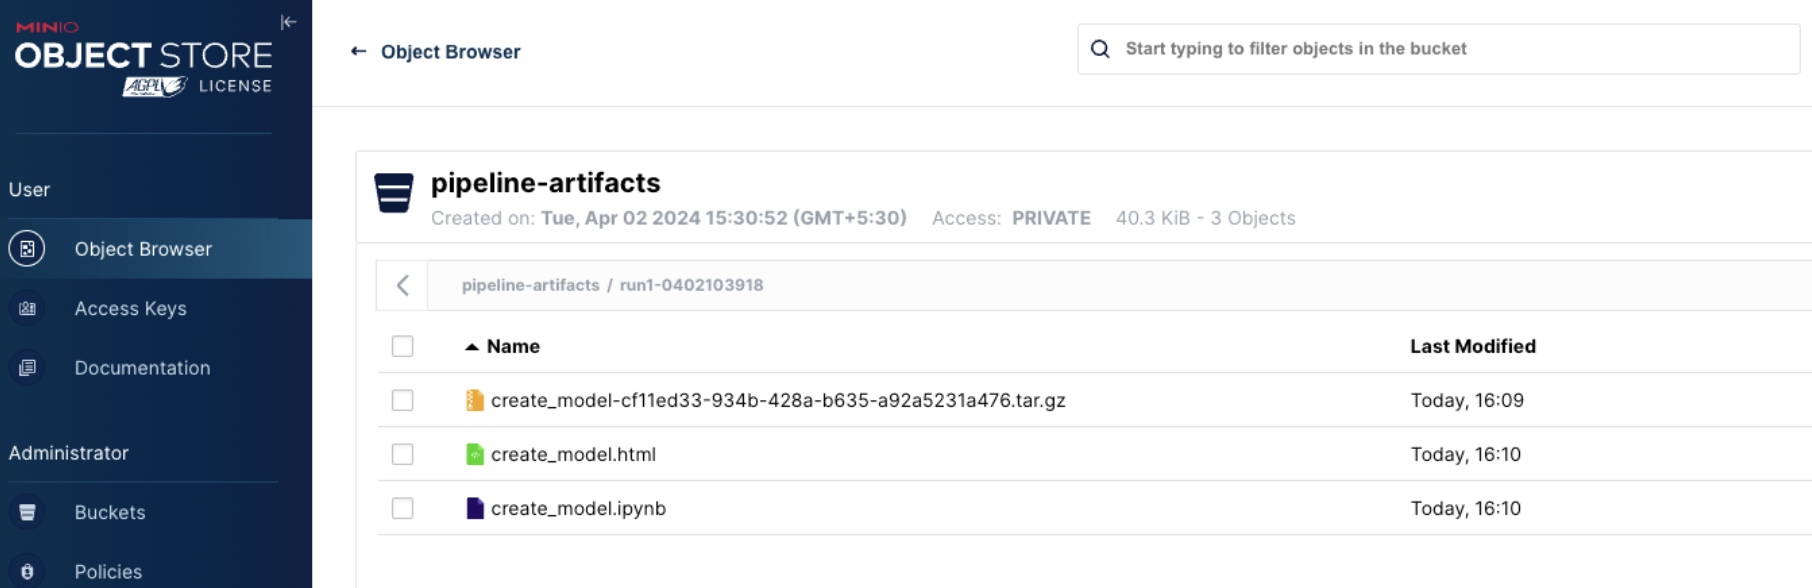 MINIO
OBJECT STORE
AGPLv3 LICENSE
User
Object Browser
Access Keys
Documentation
Administrator
Buckets
Policies
← Object Browser
Start typing to filter objects in the bucket
pipeline-artifacts
Created on: Tue, Apr 02 2024 15:30:52 (GMT+5:30) Access: PRIVATE 40.3 KiB - 3 Objects
pipeline-artifacts / run1-0402103918
Name Last Modified
create_model-cf11ed33-934b-428a-b635-a92a5231a476.tar.gz Today, 16:09
create_model.html Today, 16:10
create_model.ipynb Today, 16:10